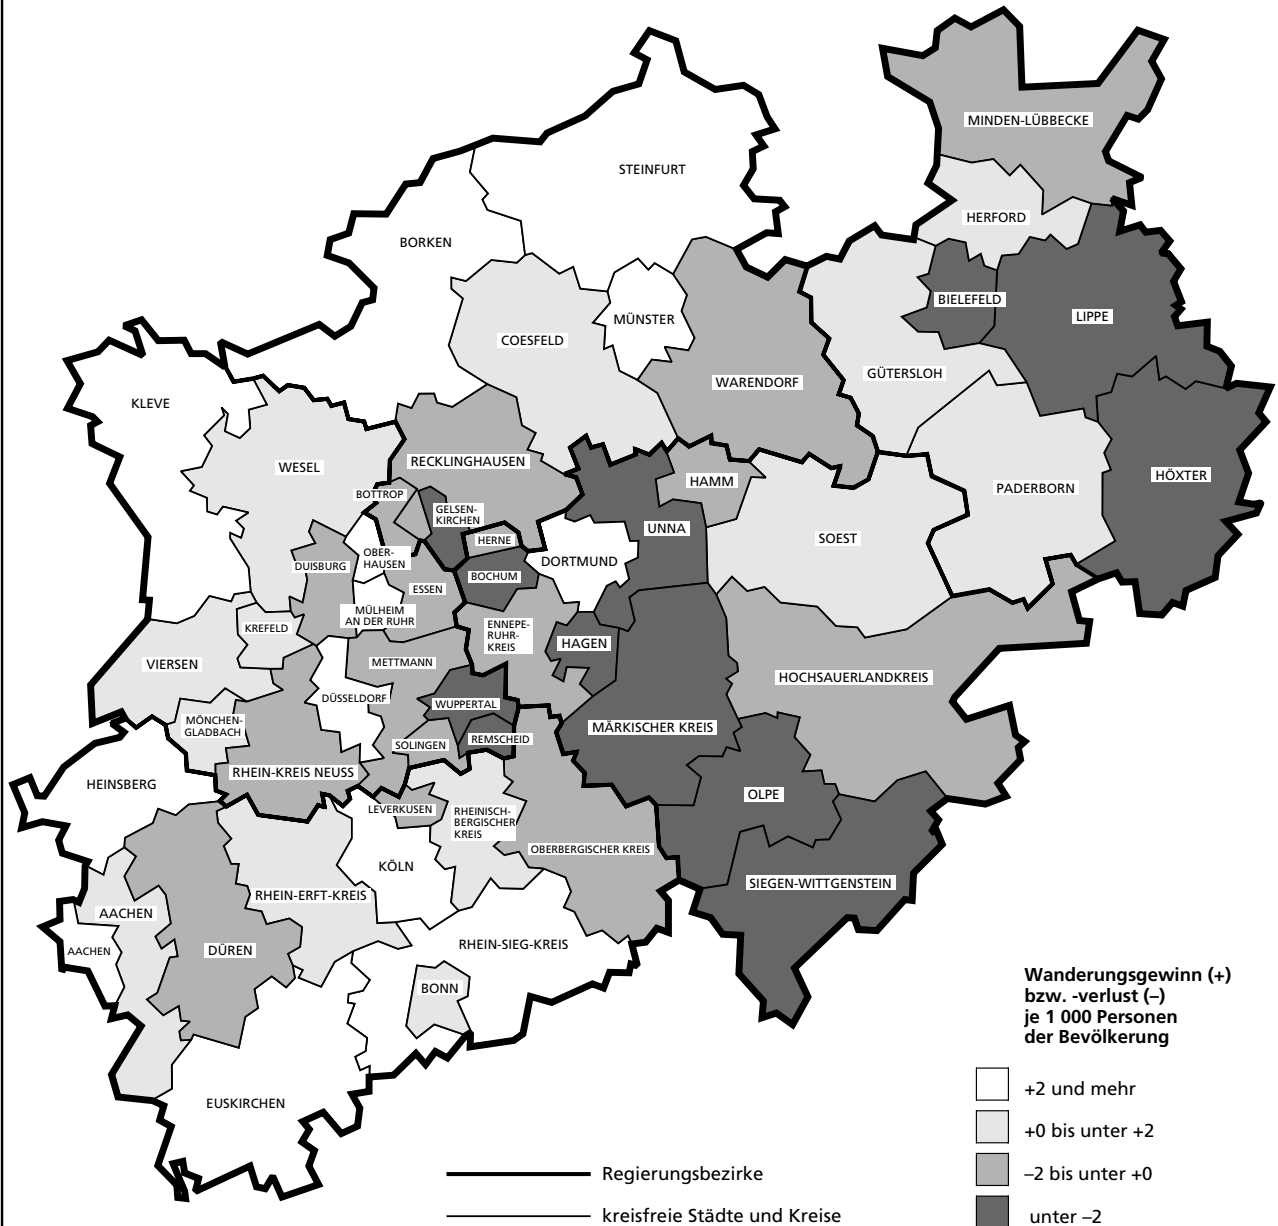 MINDEN-LÜBBECKE
STEINFURT
HERFORD
BORKEN
BIELEFELD
LIPPE
MÜNSTER
COESFELD
GÜTERSLOH
WARENDORF
KLEVE
RECKLINGHAUSEN
WESEL
HÖXTER
HAMM
PADERBORN
BOTTROP
GELSEN-
KIRCHEN
UNNA
SOEST
HERNE
OBER-
HAUSEN
DORTMUND
DUISBURG
BOCHUM
ESSEN
MÜLHEIM
AN DER RUHR
KREFELD
ENNEPE-
RUHR-
KREIS
HAGEN
VIERSEN
METTMANN
HOCHSAUERLANDKREIS
DÜSSELDORF
WUPPERTAL
MÖNCHEN-
GLADBACH
MÄRKISCHER KREIS
REMSCHEID
SOLINGEN
RHEIN-KREIS NEUSS
HEINSBERG
OLPE
LEVERKUSEN
RHEINISCH-
BERGISCHER
KREIS
OBERBERGISCHER KREIS
KÖLN
SIEGEN-WITTGENSTEIN
RHEIN-ERFT-KREIS
AACHEN
RHEIN-SIEG-KREIS
AACHEN
DÜREN
BONN
EUSKIRCHEN
Wanderungsgewinn (+)
bzw. -verlust (–)
je 1 000 Personen
der Bevölkerung
+2 und mehr
+0 bis unter +2
–2 bis unter +0
unter –2
Regierungsbezirke
kreisfreie Städte und Kreise